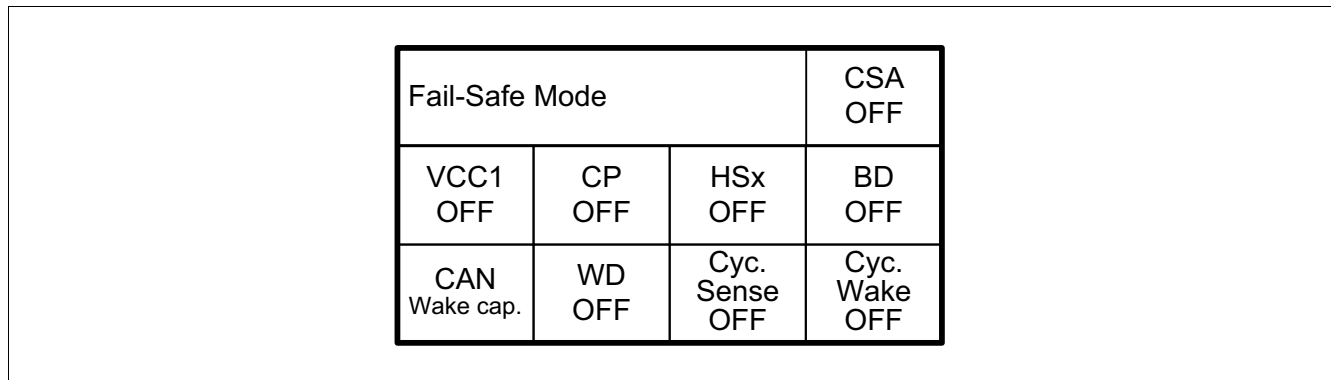 Fail-Safe Mode
CSA
OFF
VCC1
OFF
CP
OFF
HSx
OFF
BD
OFF
CAN
Wake cap.
WD
OFF
Cyc.
Sense
OFF
Cyc.
Wake
OFF